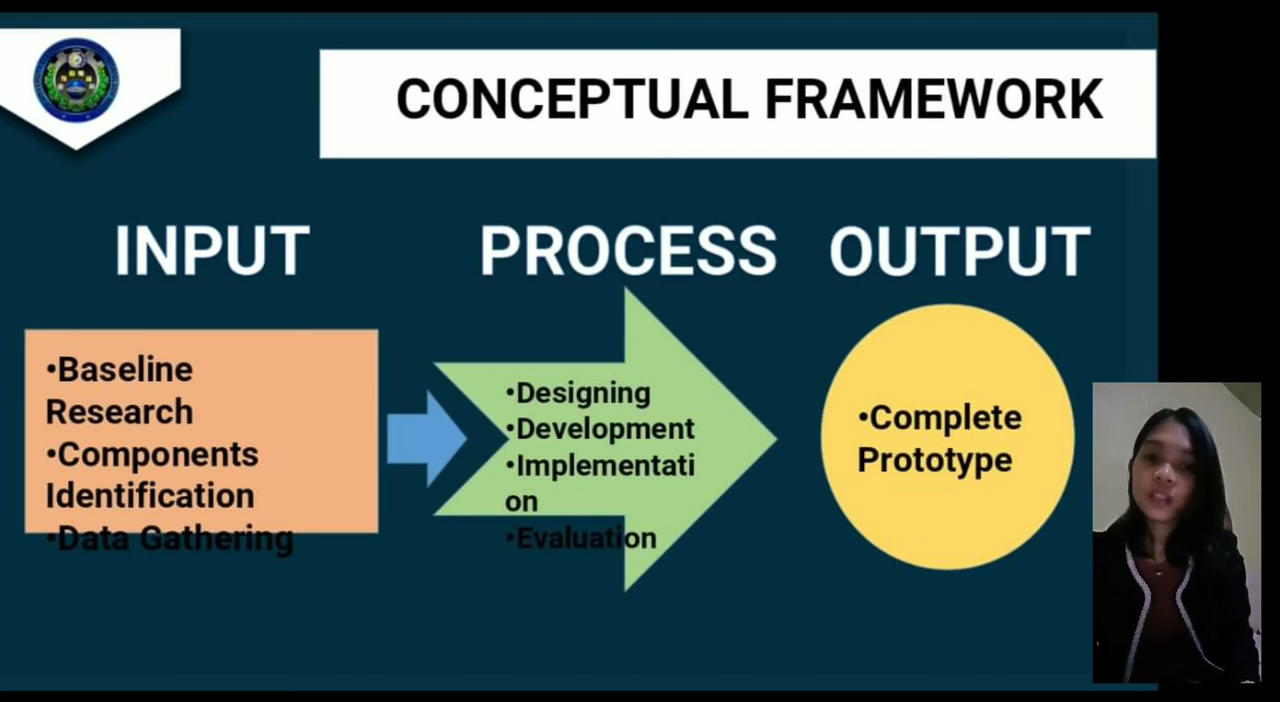 CONCEPTUAL FRAMEWORK
INPUT
PROCESS
OUTPUT
•Baseline
Research
•Components
Identification
•Data Gathering
•Designing
•Development
•Implementati
on
•Evaluation
•Complete
Prototype